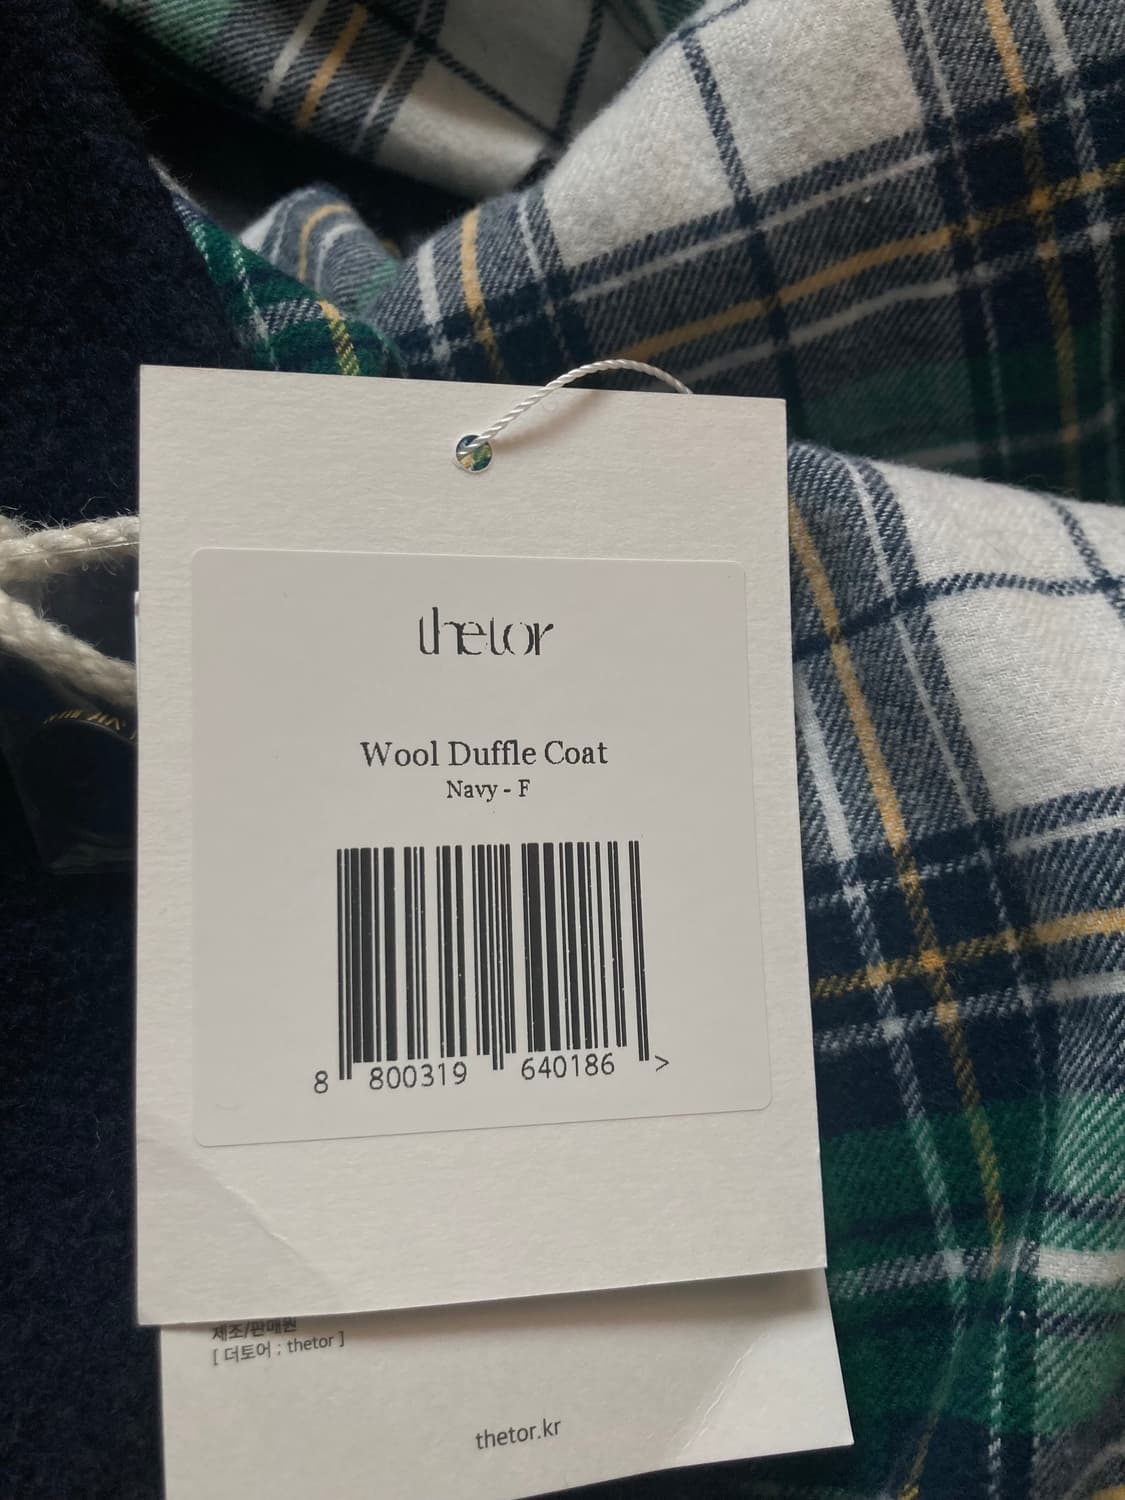 thetor
Wool Duffle Coat
Navy - F
8 800319 640186 >
제조/판매원
[ 더토어 ; thetor ]
thetor.kr